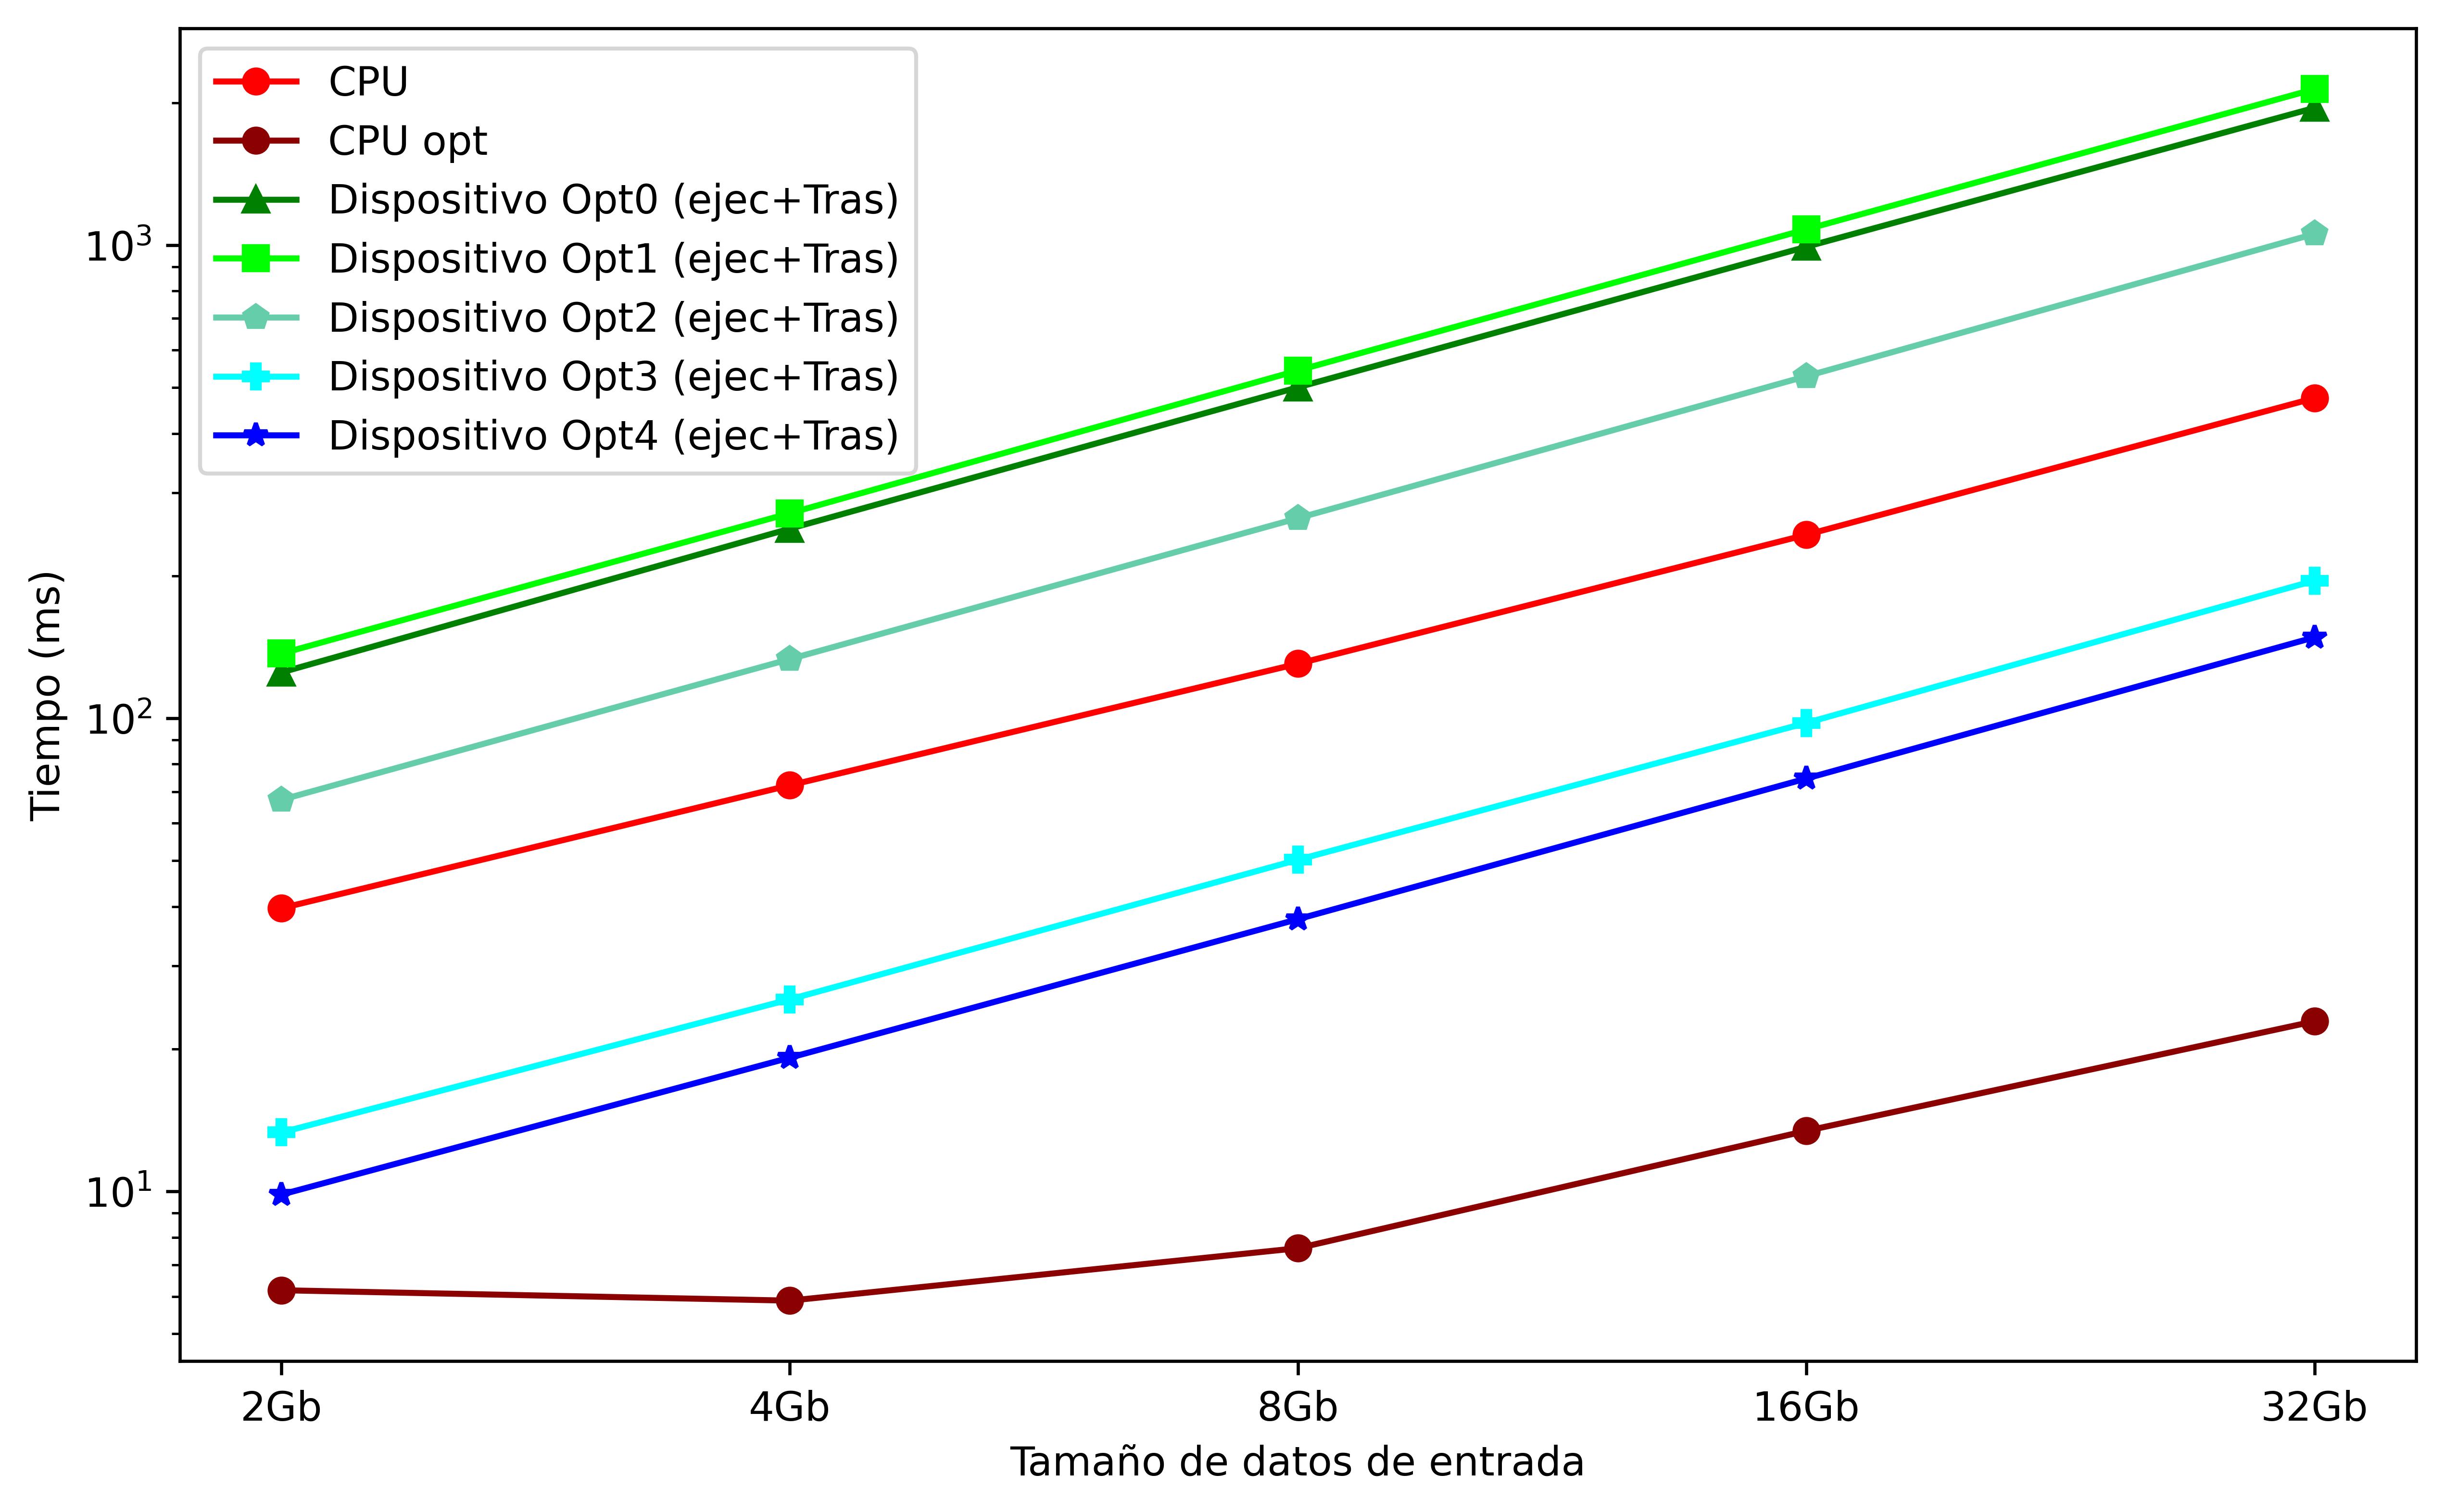 CPU
CPU opt
Dispositivo Opt0 (ejec+Tras)
Dispositivo Opt1 (ejec+Tras)
Dispositivo Opt2 (ejec+Tras)
Dispositivo Opt3 (ejec+Tras)
Dispositivo Opt4 (ejec+Tras)
Tiempo (ms)
10³
10²
10¹
2Gb 4Gb 8Gb 16Gb 32Gb
Tamaño de datos de entrada